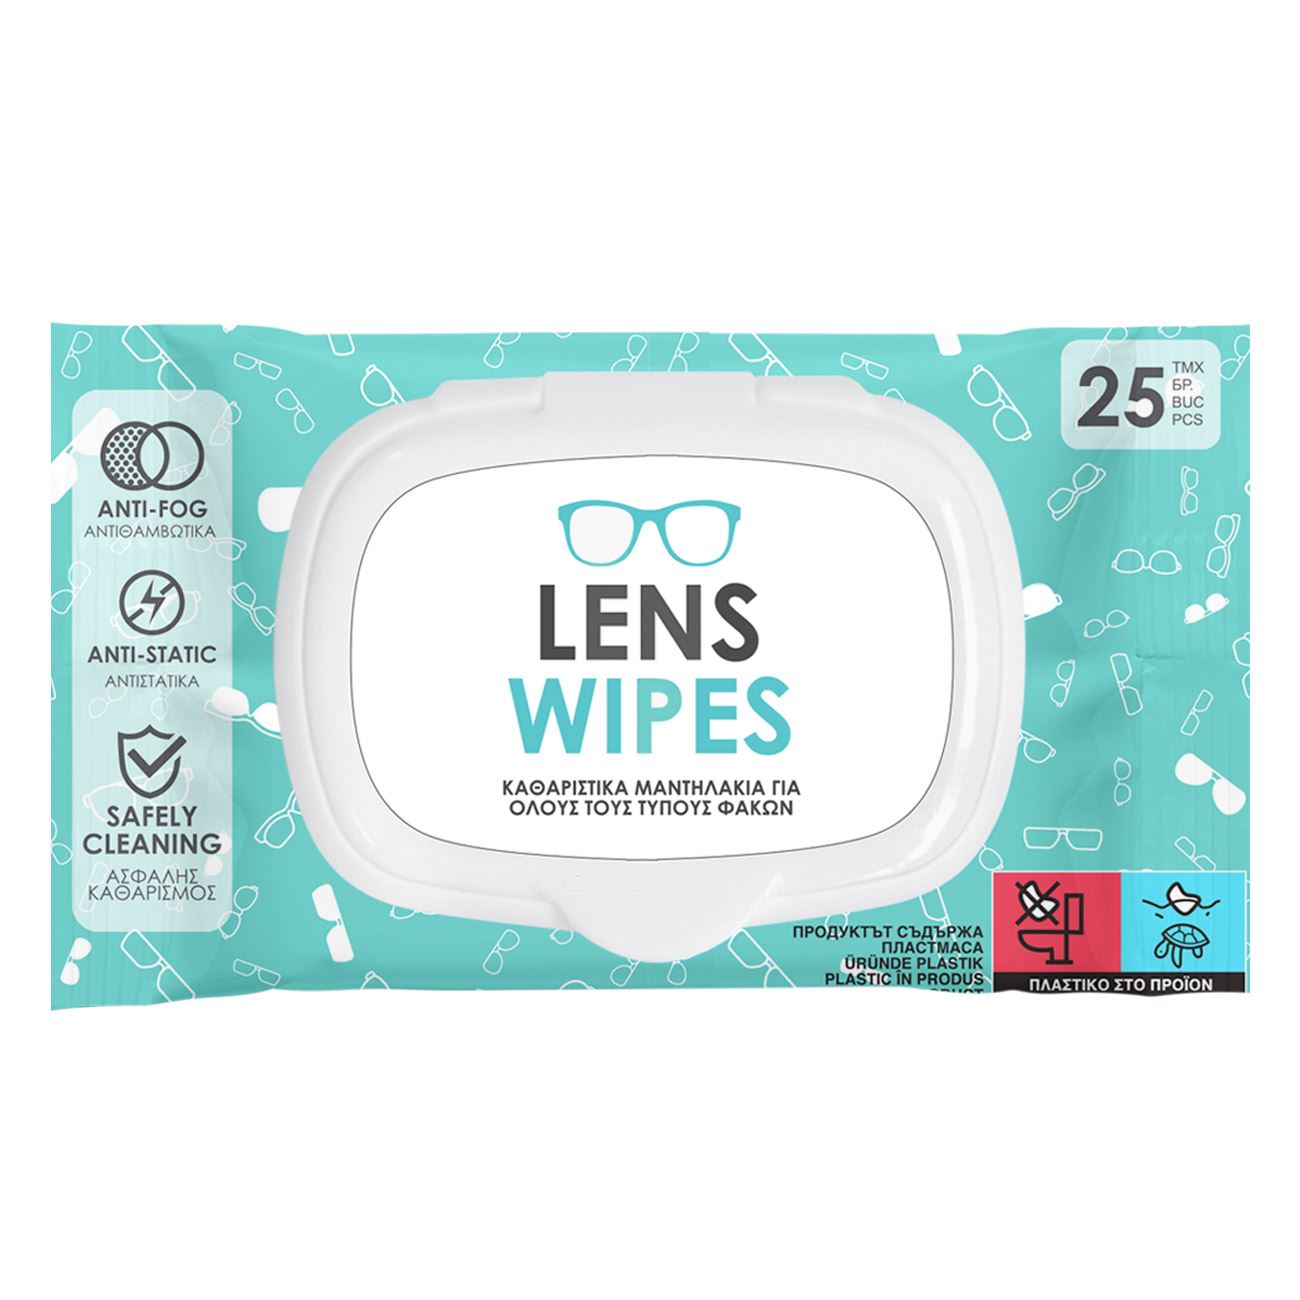 ANTI-FOG
ΑΝΤΙΘΑΜΒΩΤΙΚΑ
ANTI-STATIC
ΑΝΤΙΣΤΑΤΙΚΑ
SAFELY
CLEANING
ΑΣΦΑΛΗΣ
ΚΑΘΑΡΙΣΜΟΣ
LENS
WIPES
ΚΑΘΑΡΙΣΤΙΚΑ ΜΑΝΤΗΛΑΚΙΑ ΓΙΑ
ΟΛΟΥΣ ΤΟΥΣ ΤΥΠΟΥΣ ΦΑΚΩΝ
25
ΤΜΧ
БР.
BUC
PCS
ПРОДУКТЪТ СЪДЪРЖА
ПЛАСТМАСА
ÜRÜNDE PLASTIK
PLASTIC ÎN PRODUS
ΠΛΑΣΤΙΚΟ ΣΤΟ ΠΡΟΪΟΝ